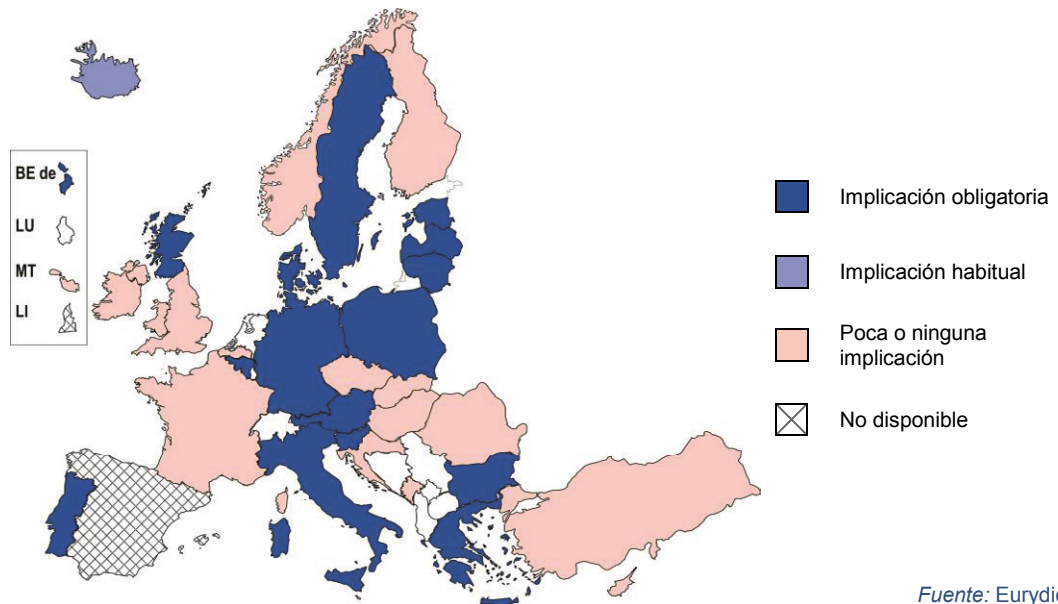 BE de
LU
MT
LI
Implicación obligatoria
Implicación habitual
Poca o ninguna
implicación
No disponible
Fuente: